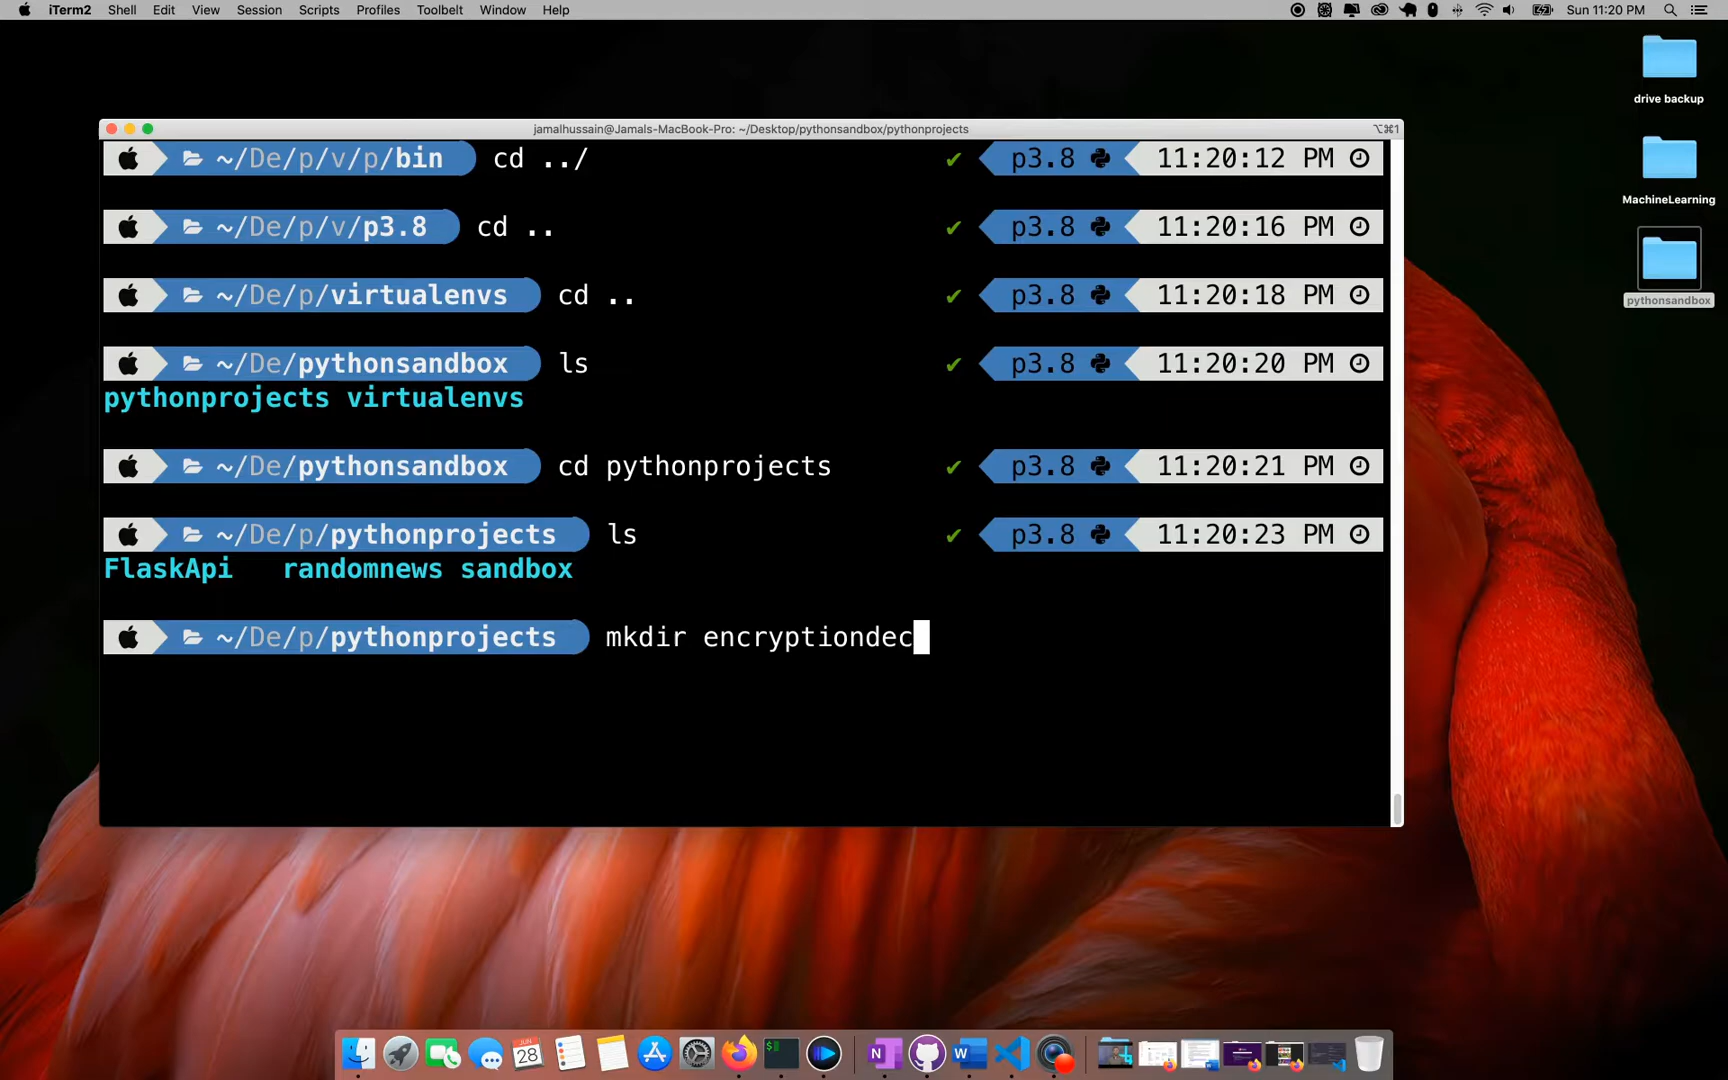 iTerm2 Shell Edit View Session Scripts Profiles Toolbelt Window Help Sun 11:20 PM
drive backup
MachineLearning
pythonsandbox
jamalhussain@Jamals-MacBook-Pro: ~/Desktop/pythonsandbox/pythonprojects ⌥⌘1
~/De/p/v/p/bin cd ../ ✔ p3.8 11:20:12 PM
~/De/p/v/p3.8 cd .. ✔ p3.8 11:20:16 PM
~/De/p/virtualenvs cd .. ✔ p3.8 11:20:18 PM
~/De/pythonsandbox ls ✔ p3.8 11:20:20 PM
pythonprojects virtualenvs
~/De/pythonsandbox cd pythonprojects ✔ p3.8 11:20:21 PM
~/De/p/pythonprojects ls ✔ p3.8 11:20:23 PM
FlaskApi randomnews sandbox
~/De/p/pythonprojects mkdir encryptiondec
JUN
28
$
N
W